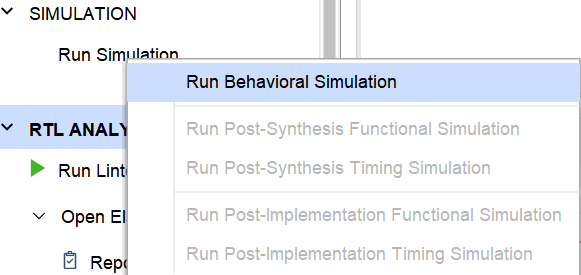 SIMULATION
Run Simulation
Run Behavioral Simulation
RTL ANALY
Run Post-Synthesis Functional Simulation
Run Linte
Run Post-Synthesis Timing Simulation
Open El
Run Post-Implementation Functional Simulation
Repo
Run Post-Implementation Timing Simulation